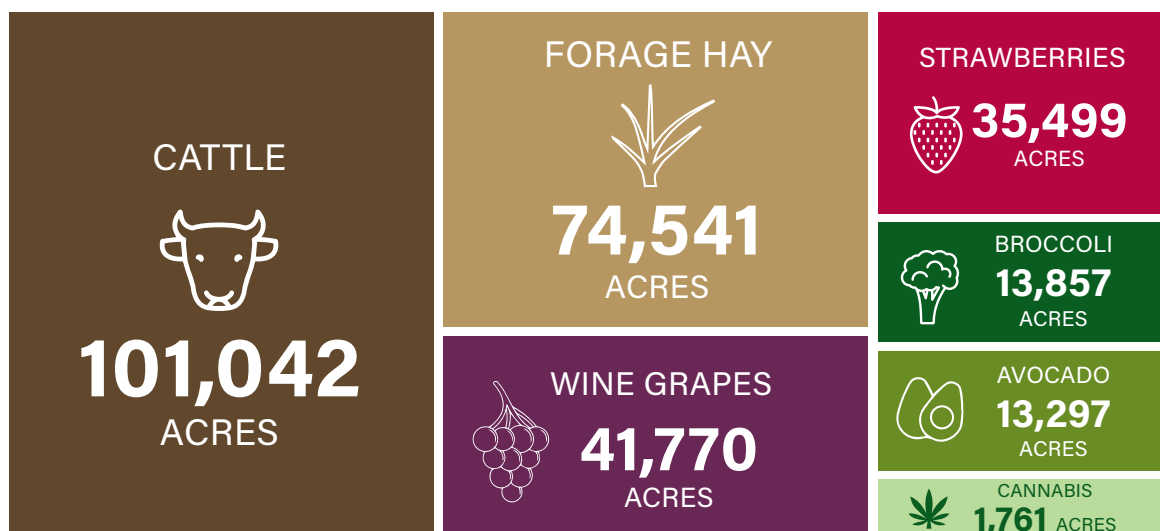 CATTLE
101,042
ACRES
FORAGE HAY
74,541
ACRES
WINE GRAPES
41,770
ACRES
STRAWBERRIES
35,499
ACRES
BROCCOLI
13,857
ACRES
AVOCADO
13,297
ACRES
CANNABIS
1,761 ACRES